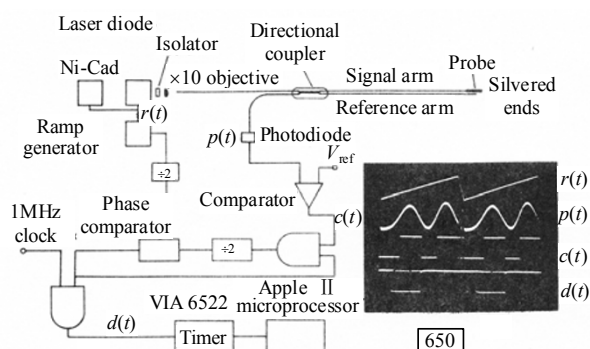 Laser diode
Isolator
Ni-Cad
×10 objective
Directional
coupler
Signal arm
Reference arm
Probe
Silvered
ends
r(t)
Ramp
generator
p(t)
Photodiode
V_ref
÷2
Comparator
1MHz
clock
Phase
comparator
÷2
c(t)
r(t)
p(t)
c(t)
d(t)
VIA 6522
Apple II
microprocessor
d(t)
Timer
650